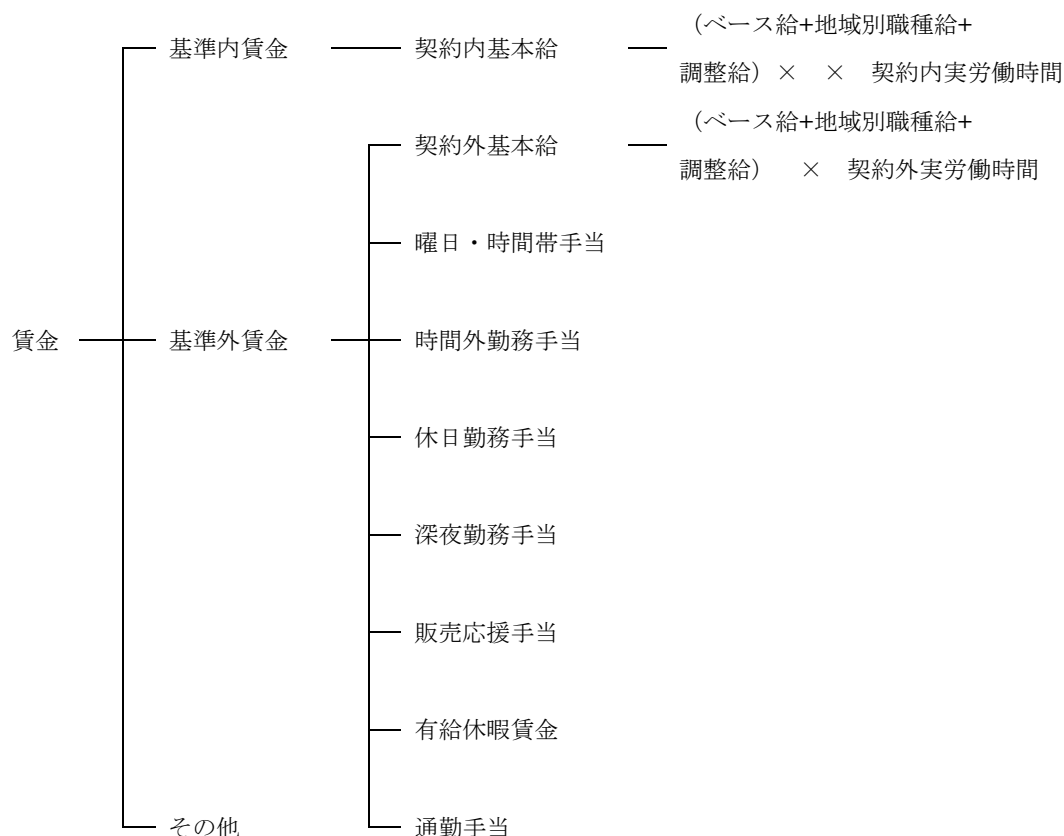 （ベース給+地域別職種給+
基準内賃金 契約内基本給
調整給）× × 契約内実労働時間
（ベース給+地域別職種給+
契約外基本給
調整給） × 契約外実労働時間
曜日・時間帯手当
賃金 基準外賃金 時間外勤務手当
休日勤務手当
深夜勤務手当
販売応援手当
有給休暇賃金
その他 通勤手当